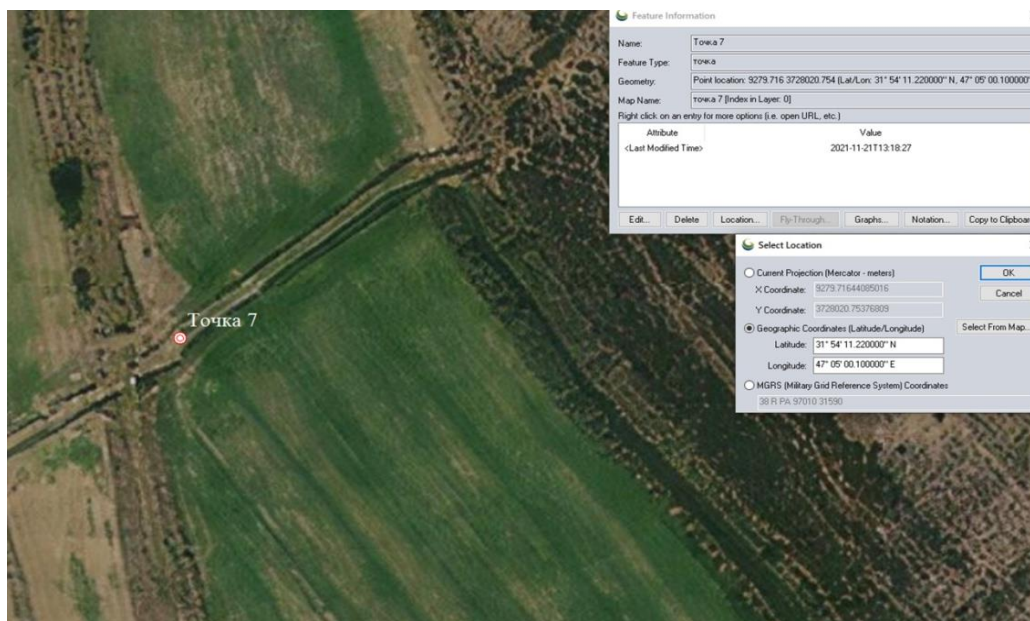 Feature Information
Name: Точка 7
Feature Type: точка
Geometry: Point location: 9279.716 3728020.754 (Lat/Lon: 31° 54' 11.220000" N, 47° 05' 00.100000"
Map Name: точка 7 [Index in Layer: 0]
Right click on an entry for more options (i.e. open URL, etc.)
Attribute Value
<Last Modified Time> 2021-11-21T13:18:27
Edit... Delete Location... Fly-Through... Graphs... Notation... Copy to Clipboar
Select Location
Current Projection (Mercator - meters) OK
X Coordinate: 9279.71644085016 Cancel
Y Coordinate: 3728020.75376809
Geographic Coordinates (Latitude/Longitude) Select From Map...
Latitude: 31° 54' 11.220000" N
Longitude: 47° 05' 00.100000" E
MGRS (Military Grid Reference System) Coordinates
38 R PA 97010 31590
Точка 7